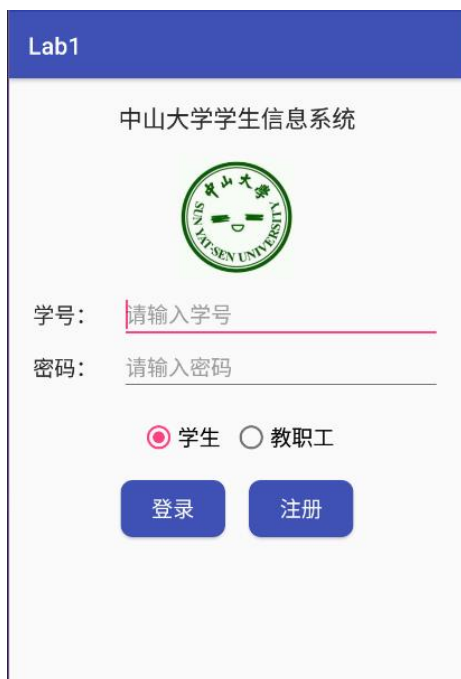 Lab1
中山大学学生信息系统
中山大学
SUN YAT-SEN UNIVERSITY
学号：
请输入学号
密码：
请输入密码
学生
教职工
登录
注册